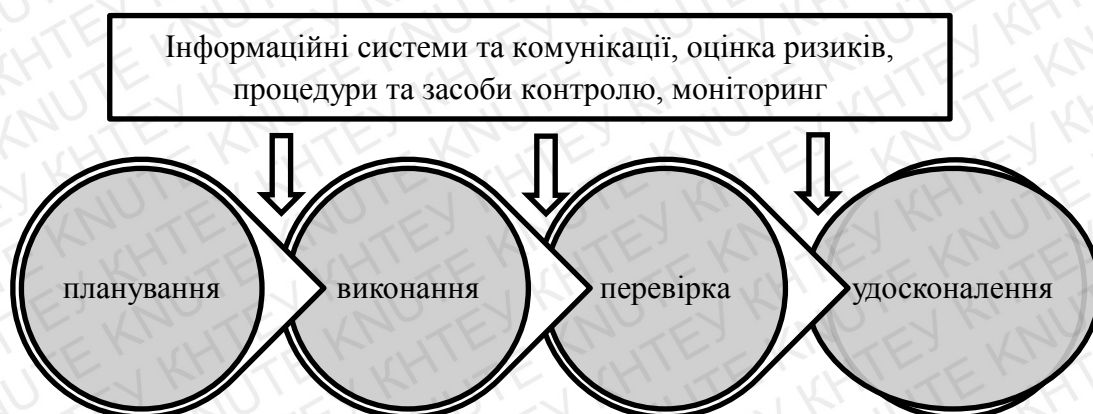 Інформаційні системи та комунікації, оцінка ризиків,
процедури та засоби контролю, моніторинг
планування
виконання
перевірка
удосконалення